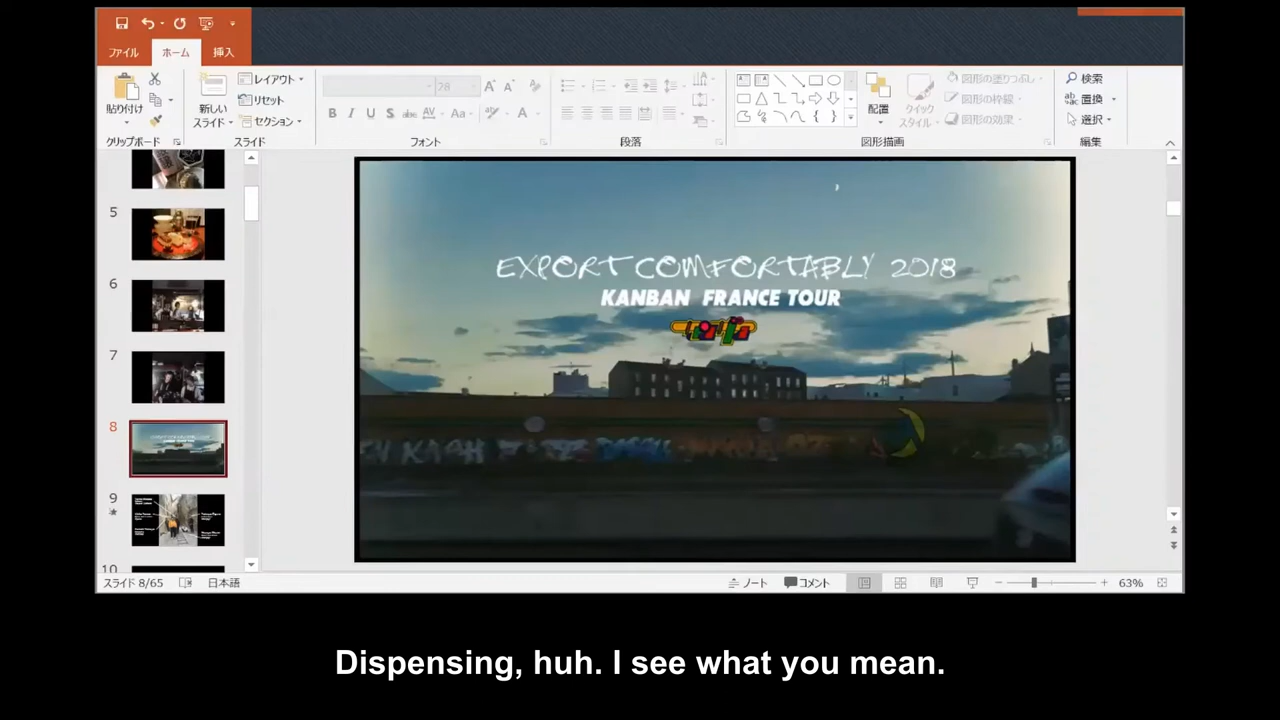 ファイル ホーム 挿入
貼り付け
クリップボード
新しい
スライド
レイアウト
リセット
セクション
スライド
28
B I U S abc AV Aa A
フォント
段落
配置
クイック
スタイル
図形の塗りつぶし
図形の枠線
図形の効果
図形描画
検索
置換
選択
編集
5
6
7
8
9
10
EXPORT COMFORTABLY 2018
KANBAN FRANCE TOUR
スライド 8/65 日本語 ノート コメント 63%
Dispensing, huh. I see what you mean.